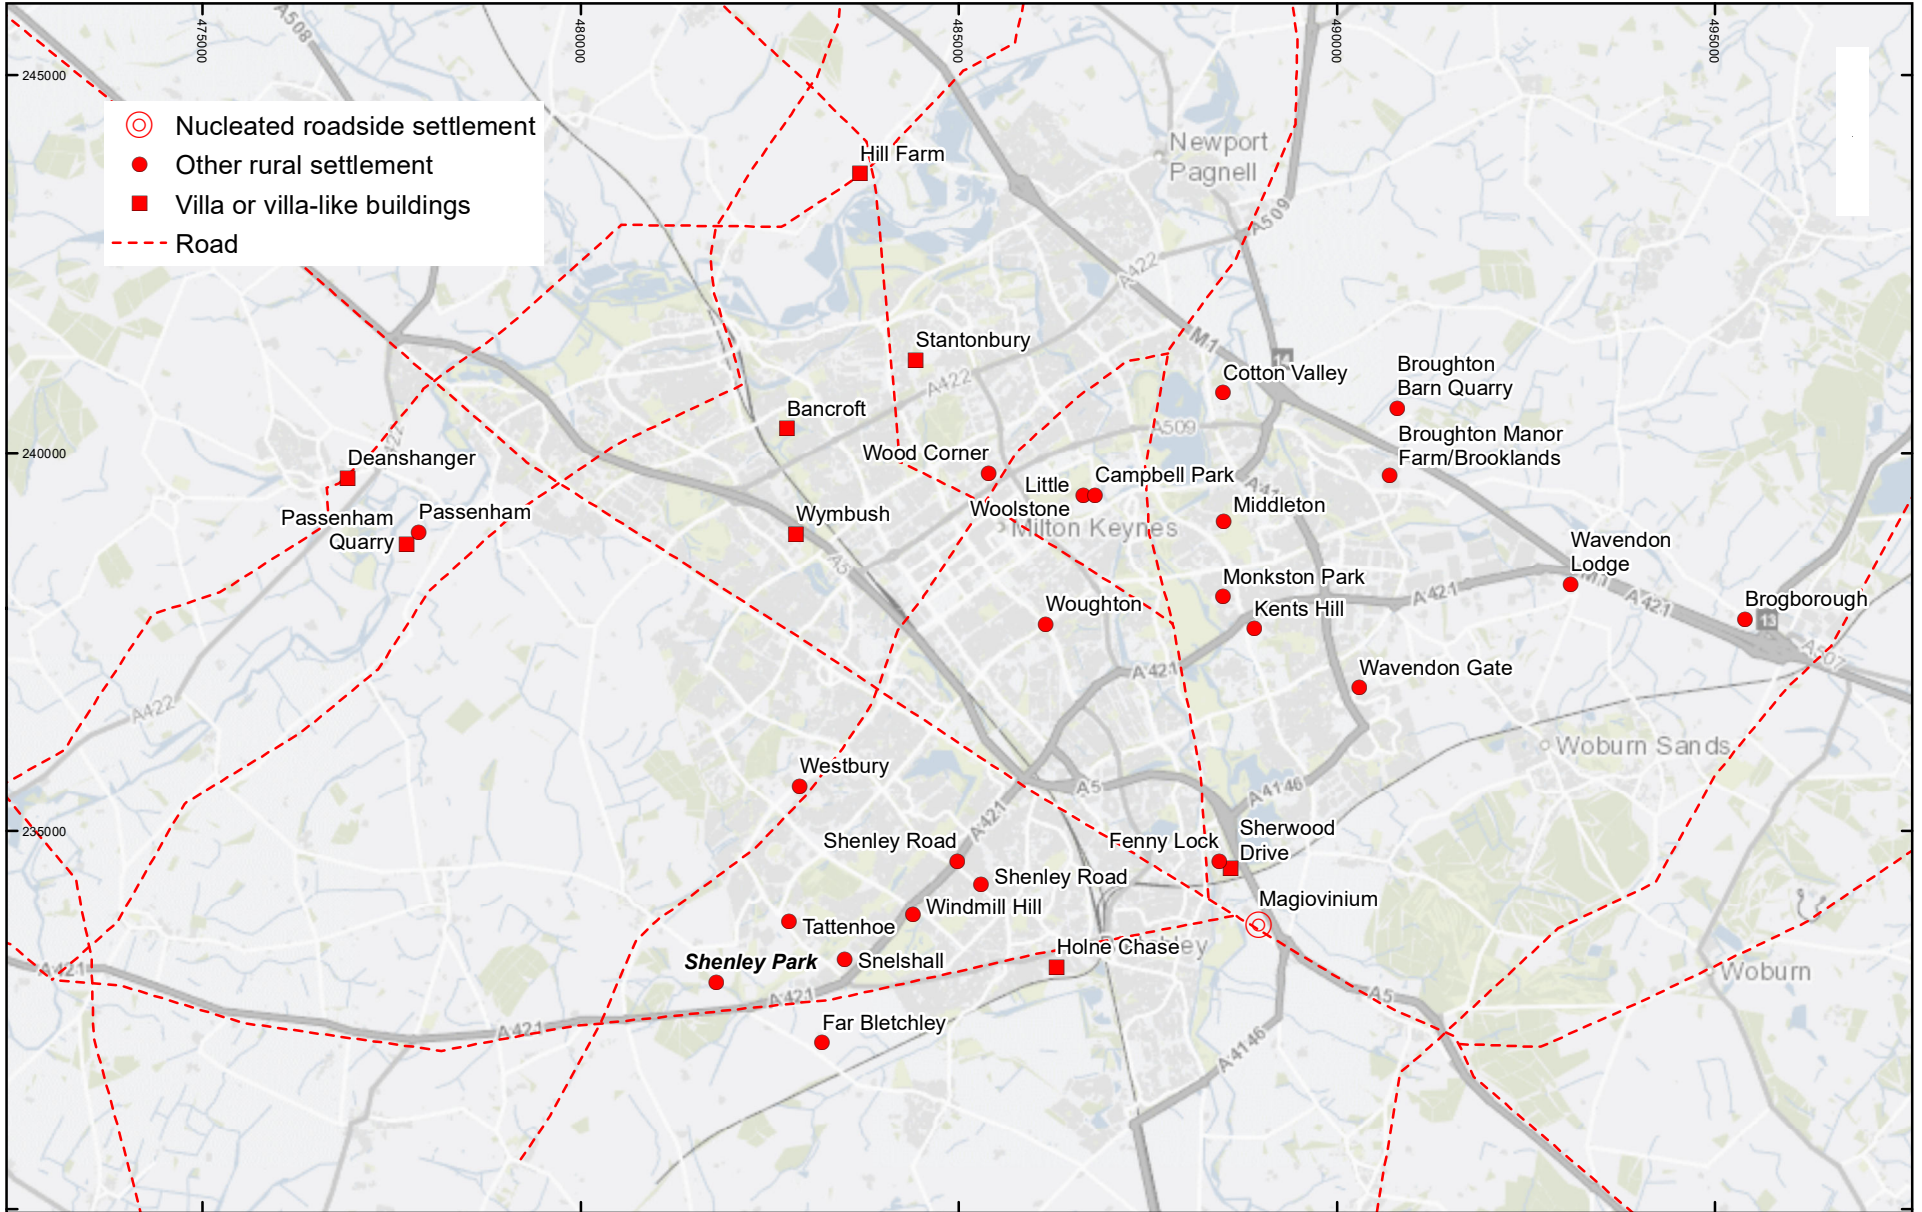 475000
480000
485000
490000
495000
245000
240000
235000
Nucleated roadside settlement
Other rural settlement
Villa or villa-like buildings
Road
A508
Hill Farm
Newport
Pagnell
A509
A422
M1
14
Stantonbury
A422
Cotton Valley
Broughton
Barn Quarry
Bancroft
A509
Broughton Manor
Farm/Brooklands
Wood Corner
Deanshanger
Little
Woolstone
Campbell Park
Middleton
Passenham
Passenham
Quarry
Wymbush
Milton Keynes
A5
Wavendon
Lodge
M1
Monkston Park
A421
A421
Brogborough
13
Woughton
Kents Hill
A507
A421
Wavendon Gate
A422
Woburn Sands
Westbury
A5
A4146
A421
Shenley Road
Fenny Lock
Sherwood
Drive
Shenley Road
Magiovinium
Windmill Hill
Tattenhoe
Holne Chase
Shenley Park
Snelshall
A421
Woburn
A421
A5
A421
Far Bletchley
A4146